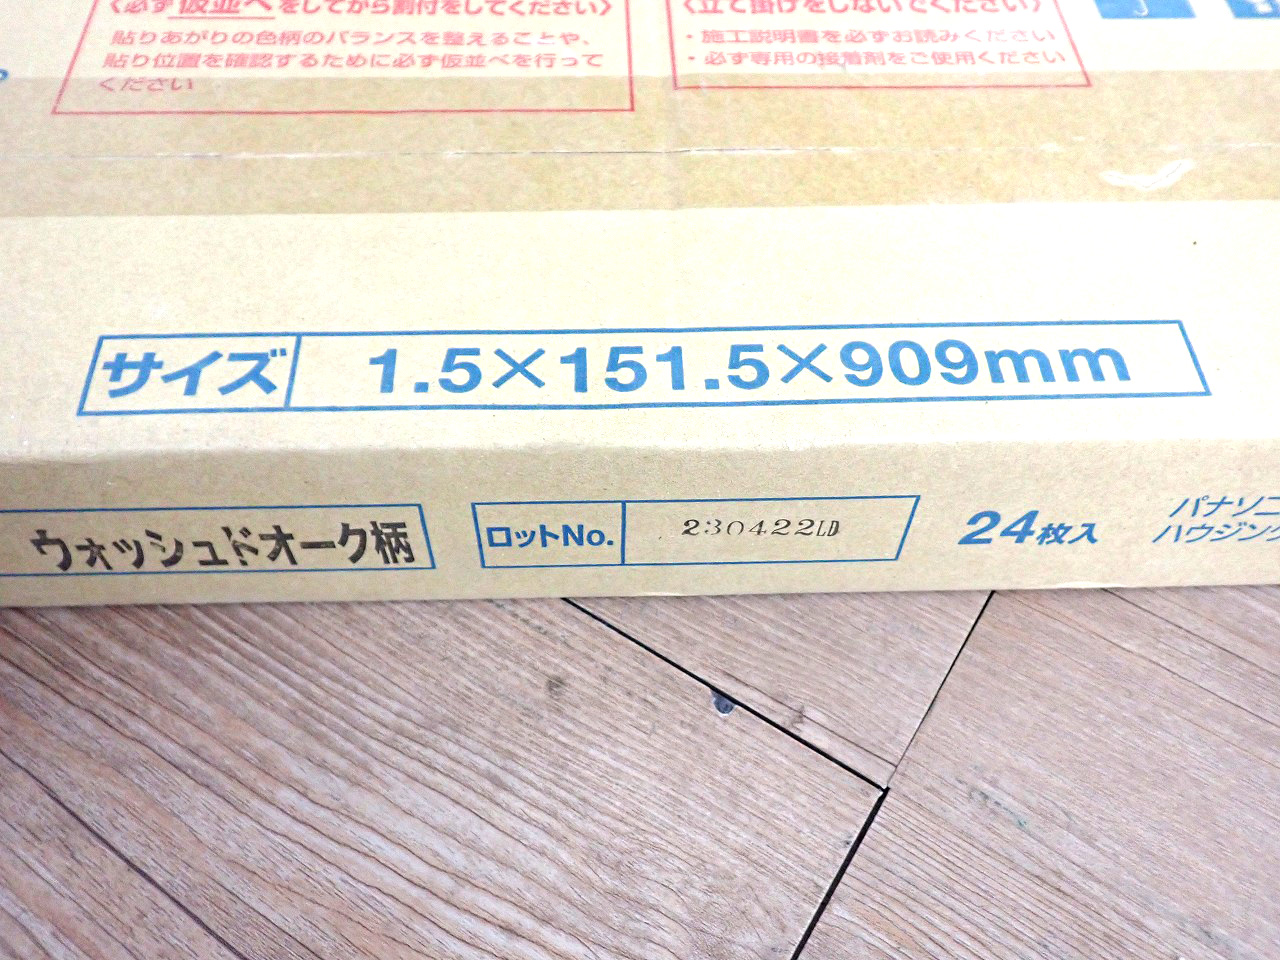 〈必ず仮並べをしてから割付をしてください〉
貼りあがりの色柄のバランスを整えることや、
貼り位置を確認するために必ず仮並べを行って
ください
〈立て掛けをしないでください〉
・施工説明書を必ずお読みください
・必ず専用の接着剤をご使用ください
サイズ 1.5×151.5×909mm
ウォッシュドオーク柄
ロットNo. 230422LD
24枚入
パナソニ
ハウジング